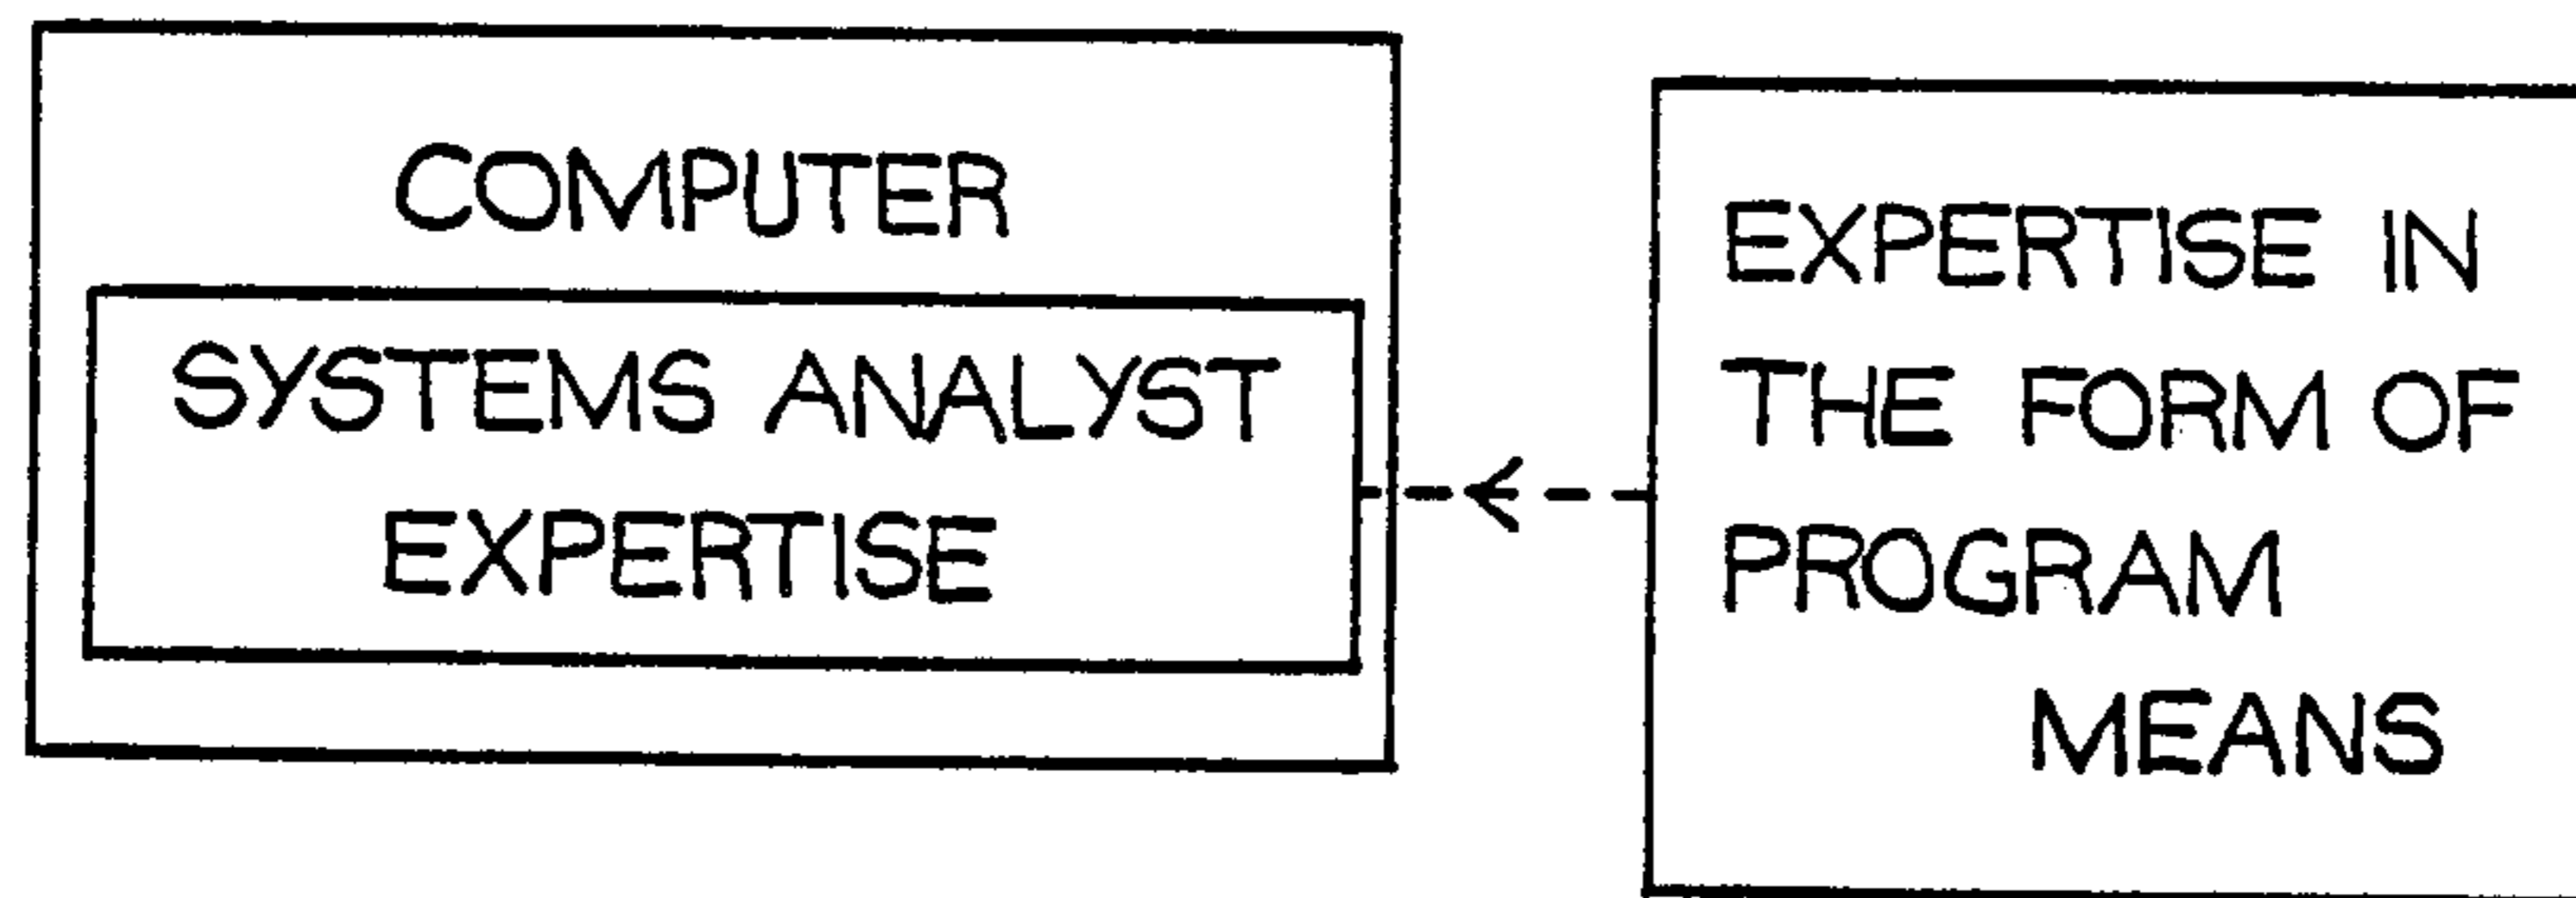 COMPUTER
SYSTEMS ANALYST
EXPERTISE
EXPERTISE IN
THE FORM OF
PROGRAM
MEANS